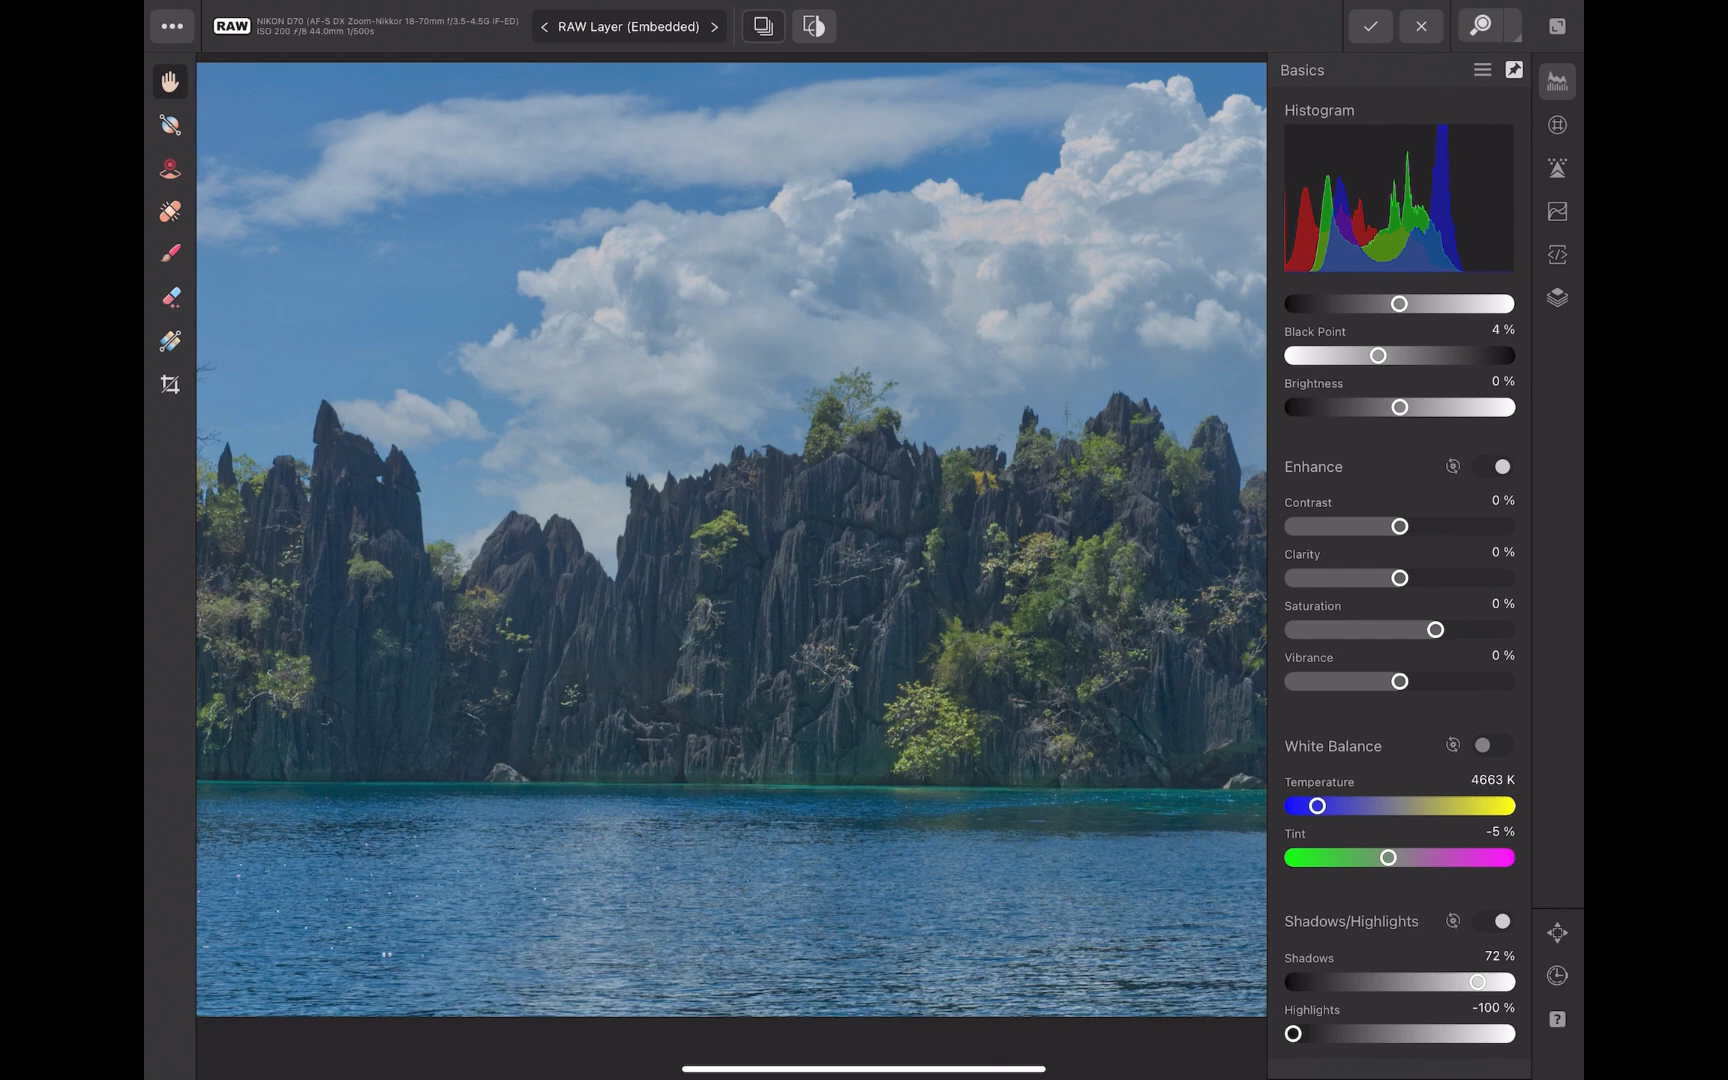 RAW
NIKON D70 (AF-S DX Zoom-Nikkor 18-70mm f/3.5-4.5G IF-ED)
ISO 200 ƒ/8 44.0mm 1/500s
RAW Layer (Embedded)
Basics
Histogram
Black Point 4 %
Brightness 0 %
Enhance
Contrast 0 %
Clarity 0 %
Saturation 0 %
Vibrance 0 %
White Balance
Temperature 4663 K
Tint -5 %
Shadows/Highlights
Shadows 72 %
Highlights -100 %
?